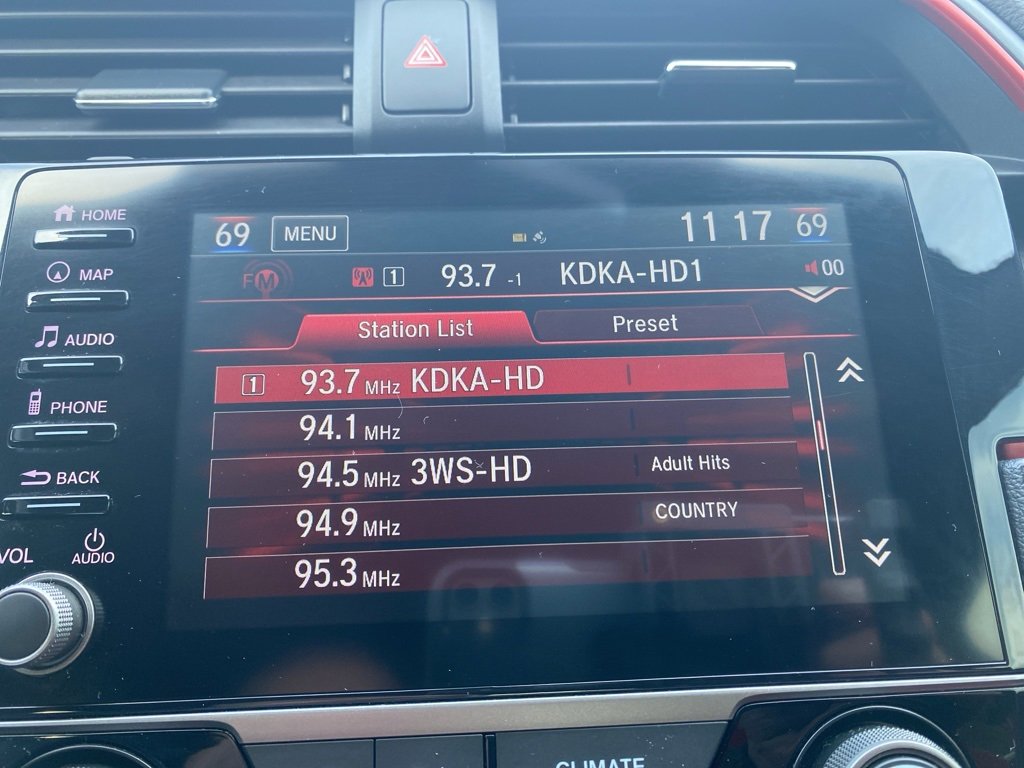 HOME
69 MENU 11 17 69
FM 1 93.7 -1 KDKA-HD1 00
MAP
AUDIO
Station List Preset
1 93.7 MHz KDKA-HD
PHONE
94.1 MHz
BACK
94.5 MHz 3WS-HD Adult Hits
94.9 MHz COUNTRY
VOL AUDIO
95.3 MHz
CLIMATE